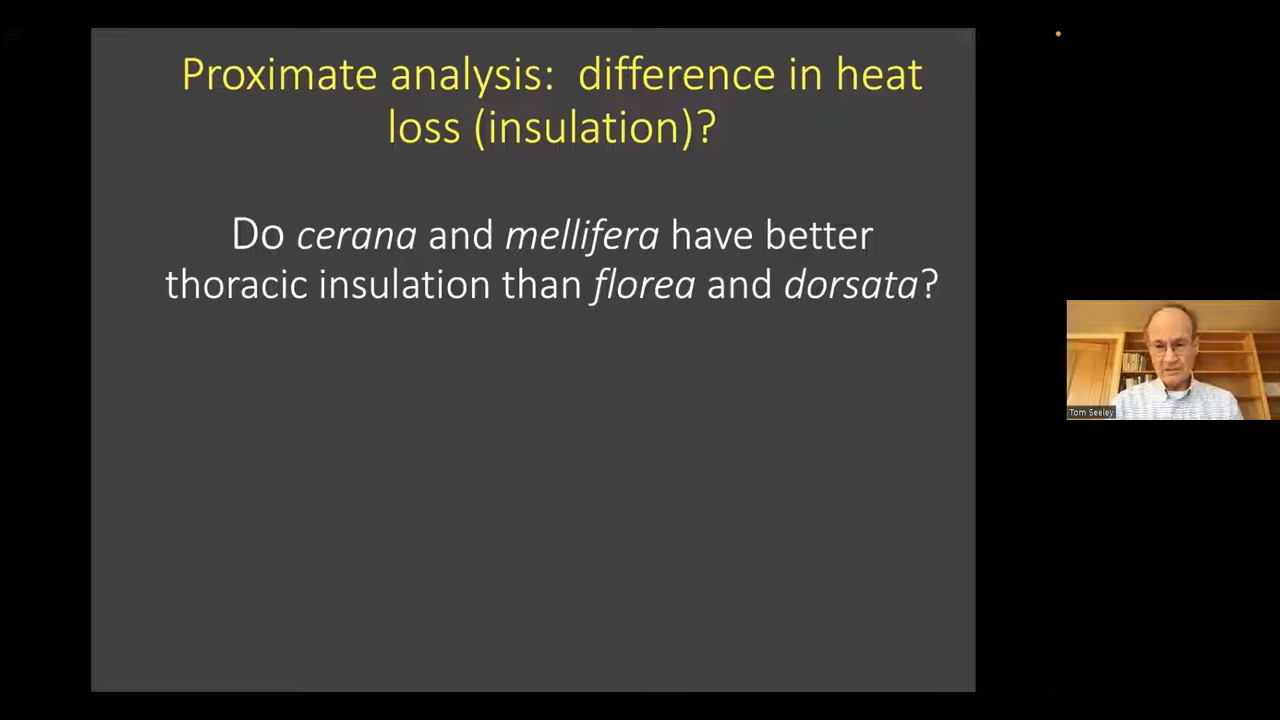 Proximate analysis:  difference in heat
loss (insulation)?
Do cerana and mellifera have better
thoracic insulation than florea and dorsata?
Tom Seeley